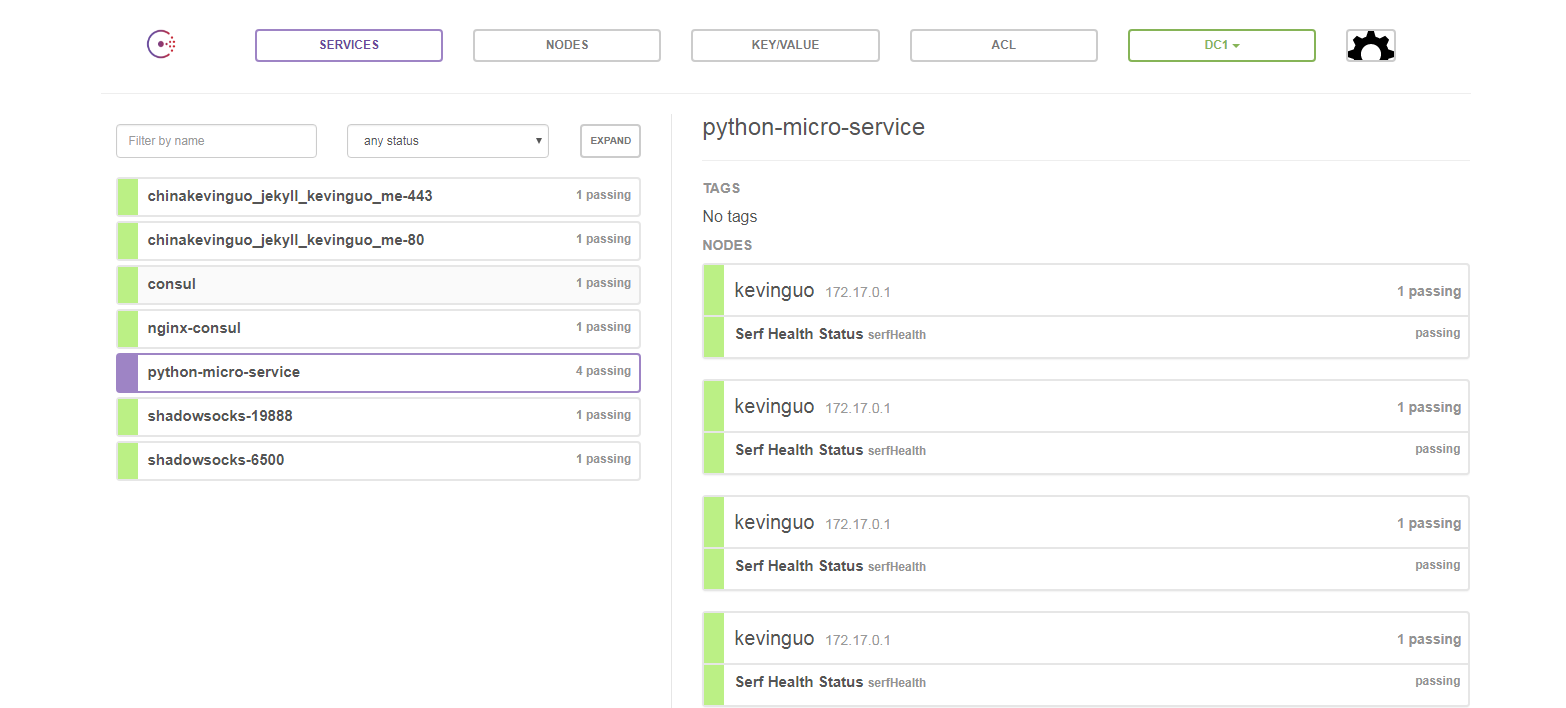 SERVICES NODES KEY/VALUE ACL DC1
Filter by name any status EXPAND
chinakevinguo_jekyll_kevinguo_me-443 1 passing
chinakevinguo_jekyll_kevinguo_me-80 1 passing
consul 1 passing
nginx-consul 1 passing
python-micro-service 4 passing
shadowsocks-19888 1 passing
shadowsocks-6500 1 passing
python-micro-service
TAGS
No tags
NODES
kevinguo 172.17.0.1 1 passing
Serf Health Status serfHealth passing
kevinguo 172.17.0.1 1 passing
Serf Health Status serfHealth passing
kevinguo 172.17.0.1 1 passing
Serf Health Status serfHealth passing
kevinguo 172.17.0.1 1 passing
Serf Health Status serfHealth passing